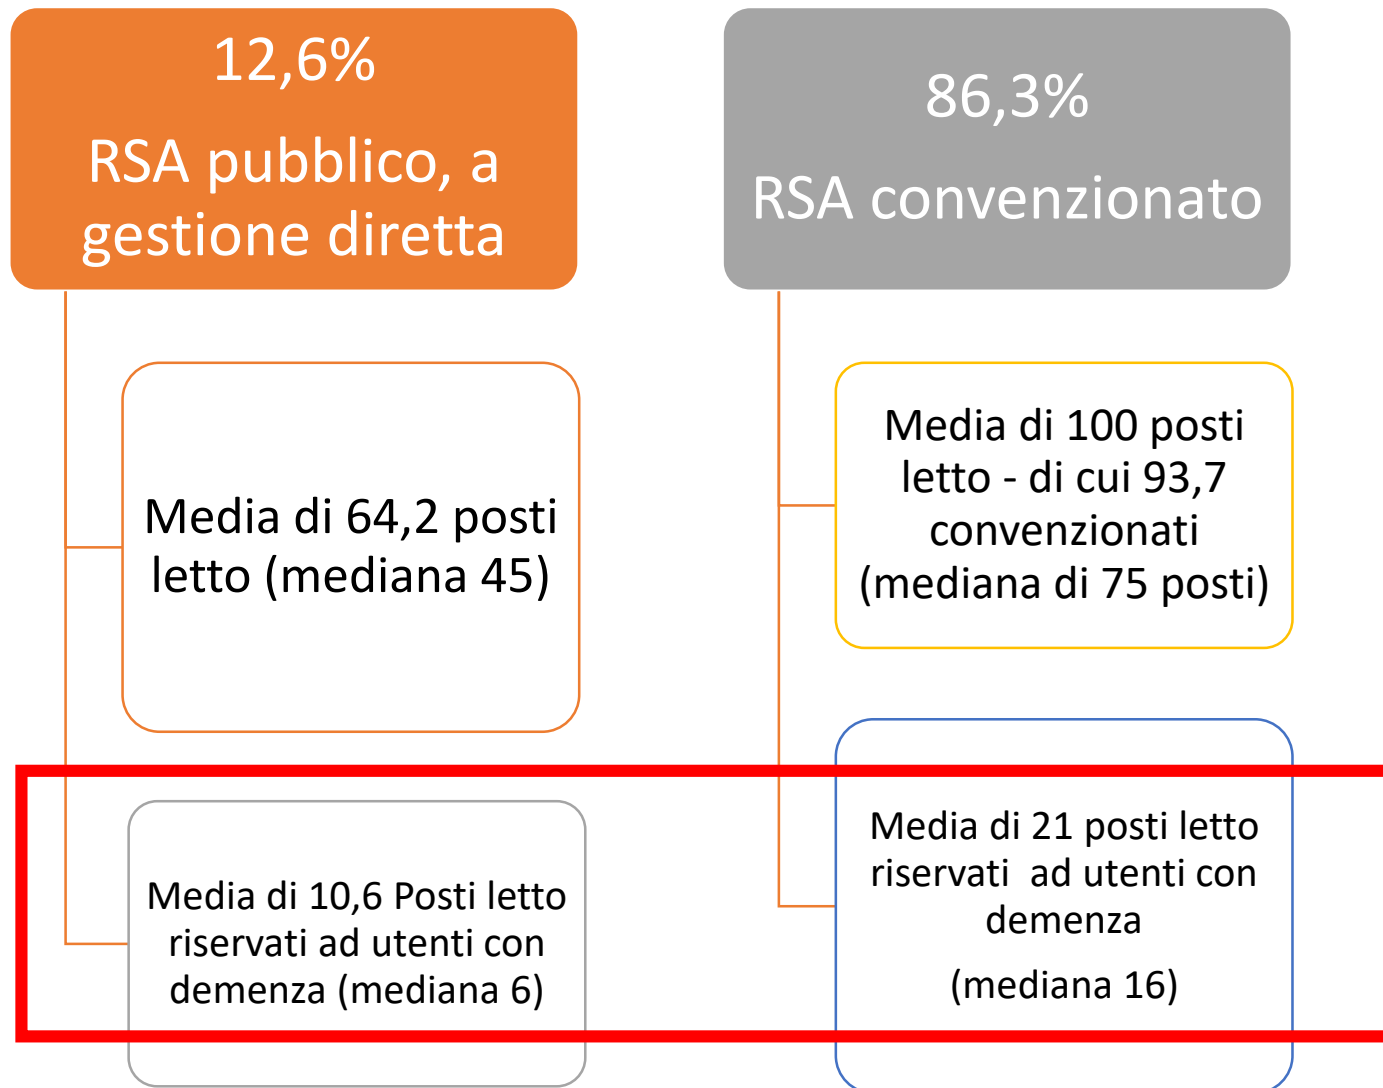 12,6%
RSA pubblico, a
gestione diretta
Media di 64,2 posti
letto (mediana 45)
Media di 10,6 Posti letto
riservati ad utenti con
demenza (mediana 6)
86,3%
RSA convenzionato
Media di 100 posti
letto - di cui 93,7
convenzionati
(mediana di 75 posti)
Media di 21 posti letto
riservati  ad utenti con
demenza
(mediana 16)